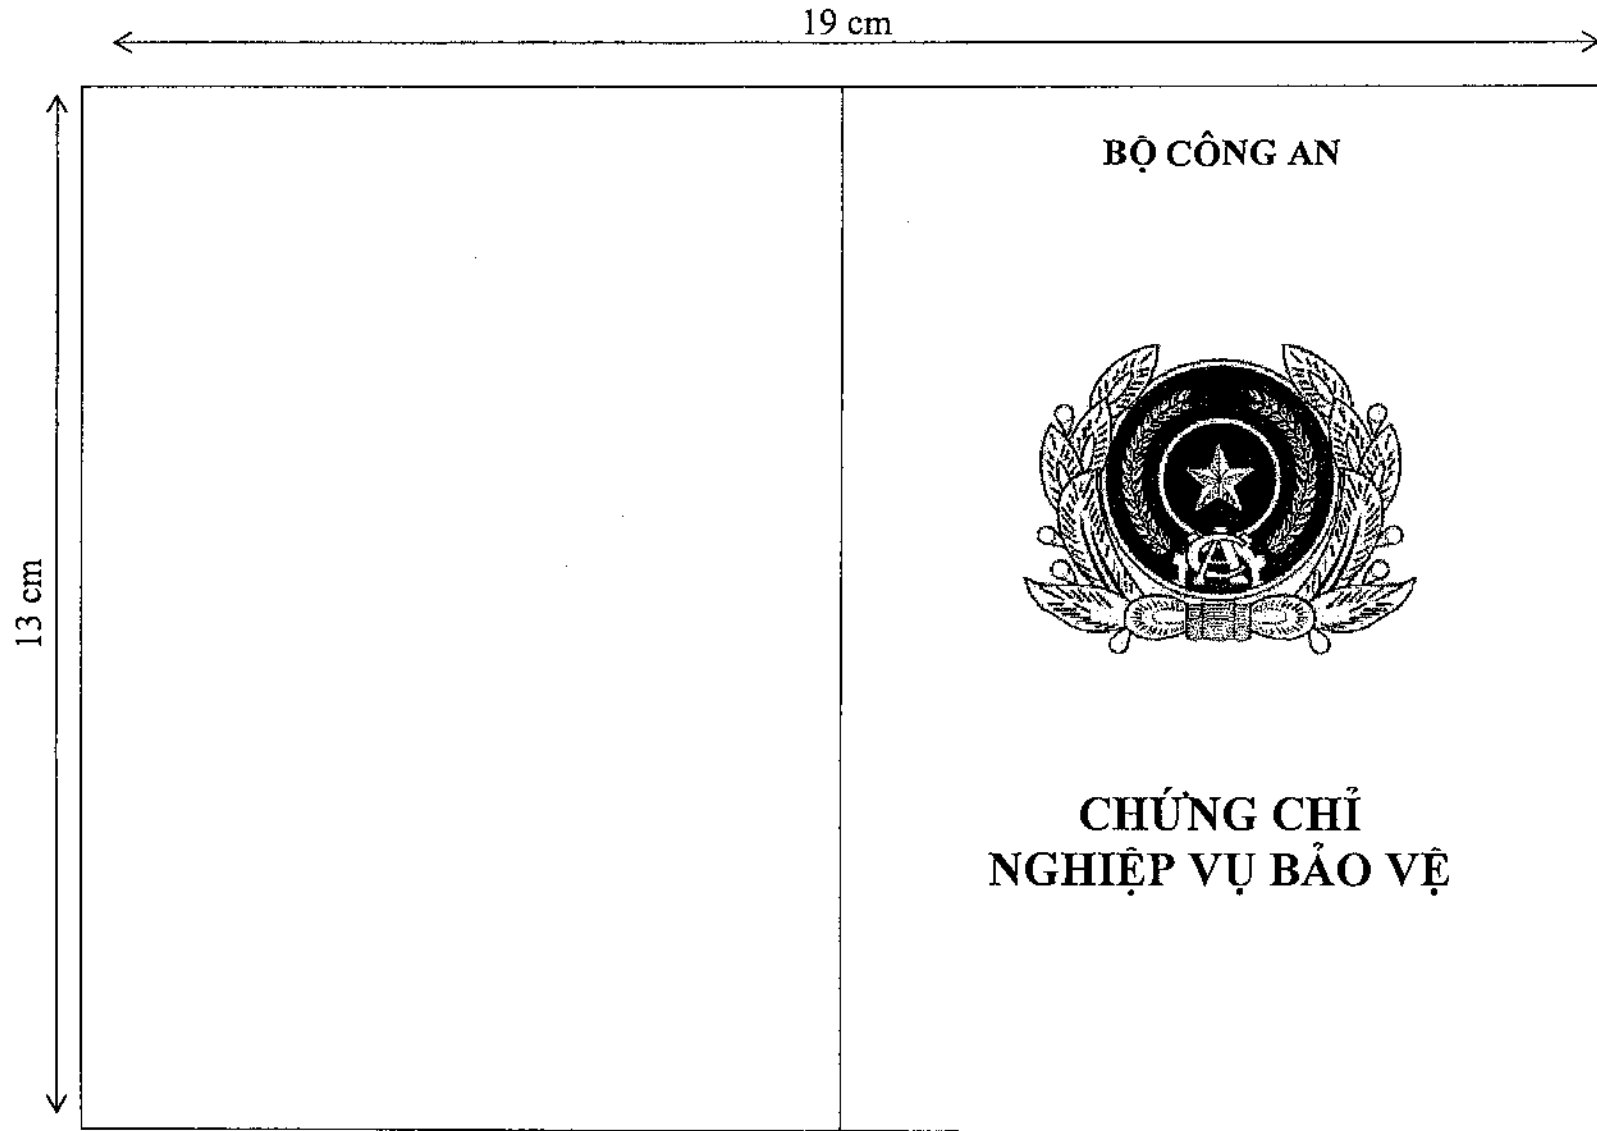 19 cm
BỘ CÔNG AN
13 cm
CHỨNG CHỈ
NGHIỆP VỤ BẢO VỆ